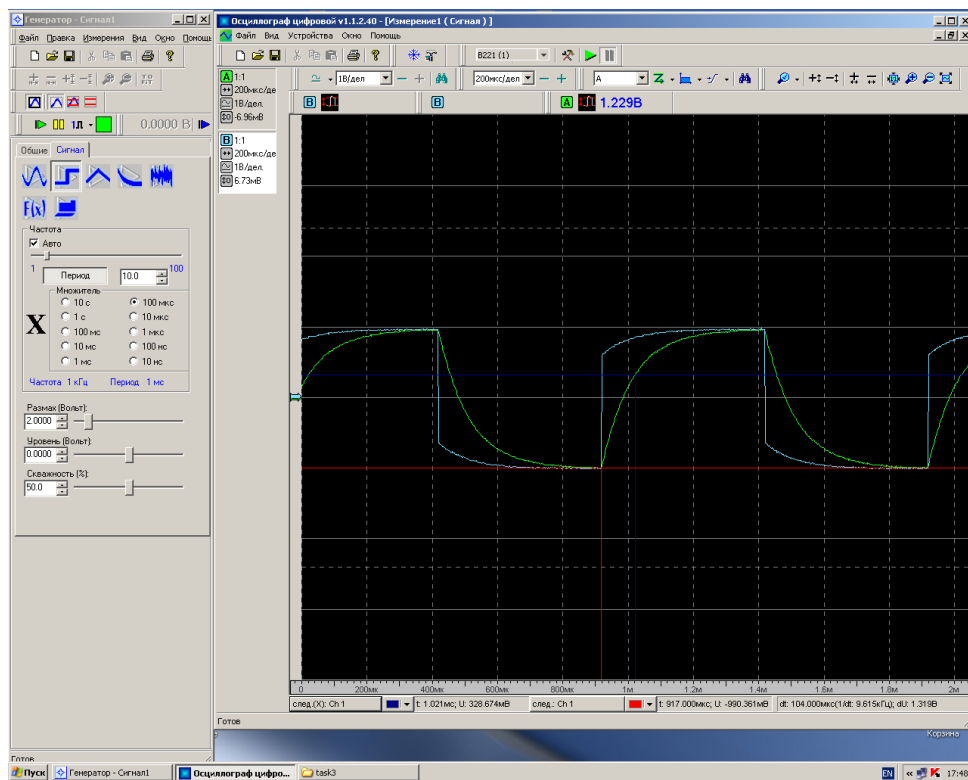 Генератор - Сигнал1
Файл Правка Измерения Вид Окно Помощь
1Л
0.0000 В
Общие Сигнал
F(x)
Частота
Авто
1 Период 10.0 100
Множитель
X
10 с 100 мкс
1 с 10 мкс
100 мс 1 мкс
10 мс 100 нс
1 мс 10 нс
Частота 1 кГц Период 1 мс
Размах (Вольт):
2.0000
Уровень (Вольт):
0.0000
Скважность (%):
50.0
Готов
Осциллограф цифровой v1.1.2.40 - [Измерение1 ( Сигнал ) ]
Файл Вид Устройства Окно Помощь
B221 (1)
A 1:1
200мкс/де
1В/дел.
-6.96мВ
B 1:1
200мкс/де
1В/дел.
6.73мВ
1В/дел 200мкс/дел A
B B A 1.229В
0 200мк 400мк 600мк 800мк 1м 1.2м 1.4м 1.6м 1.8м 2м
след.(X): Ch 1 t: 1.021мс; U: 328.674мВ след.: Ch 1 t: 917.000мкс; U: -990.361мВ dt: 104.000мкс(1/dt: 9.615кГц); dU: 1.319В
Готов
Корзина
Пуск Генератор - Сигнал1 Осциллограф цифро... task3 EN « K 17:48